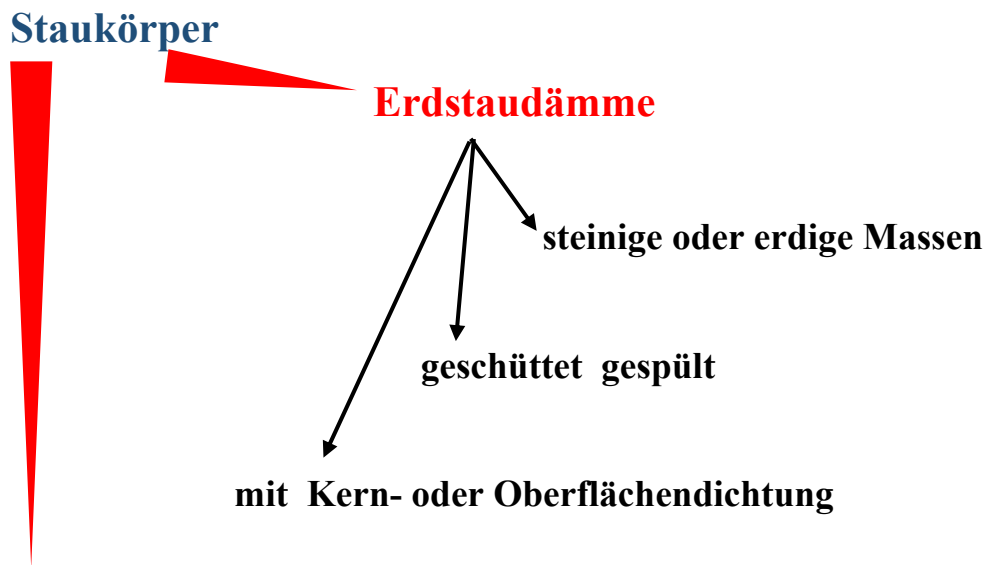 Staukörper
Erdstaudämme
steinige oder erdige Massen
geschüttet  gespült
mit  Kern- oder Oberflächendichtung